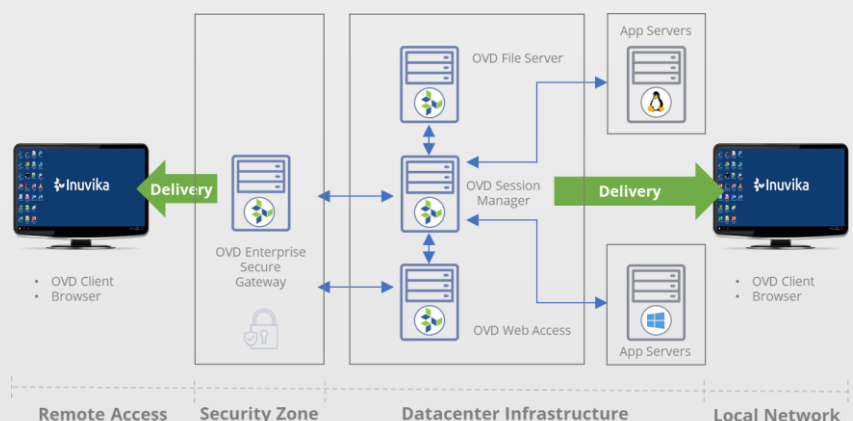 App Servers
OVD File Server
Inuvika
Delivery
OVD Session
Manager
Delivery
Inuvika
OVD Enterprise
Secure
Gateway
• OVD Client
• Browser
• OVD Client
• Browser
OVD Web Access
App Servers
Remote Access
Security Zone
Datacenter Infrastructure
Local Network